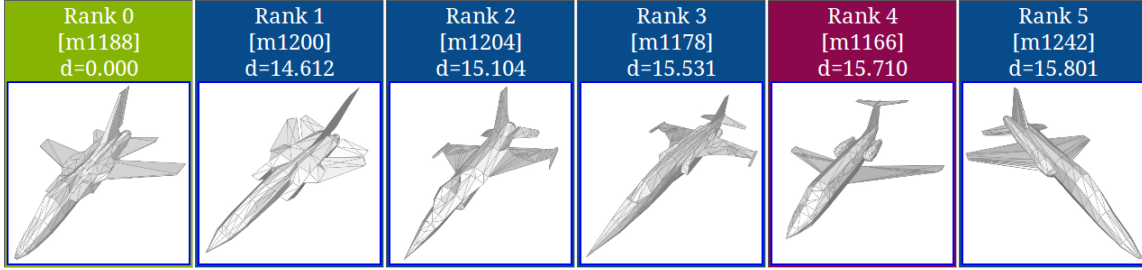 Rank 0
[m1188]
d=0.000
Rank 1
[m1200]
d=14.612
Rank 2
[m1204]
d=15.104
Rank 3
[m1178]
d=15.531
Rank 4
[m1166]
d=15.710
Rank 5
[m1242]
d=15.801